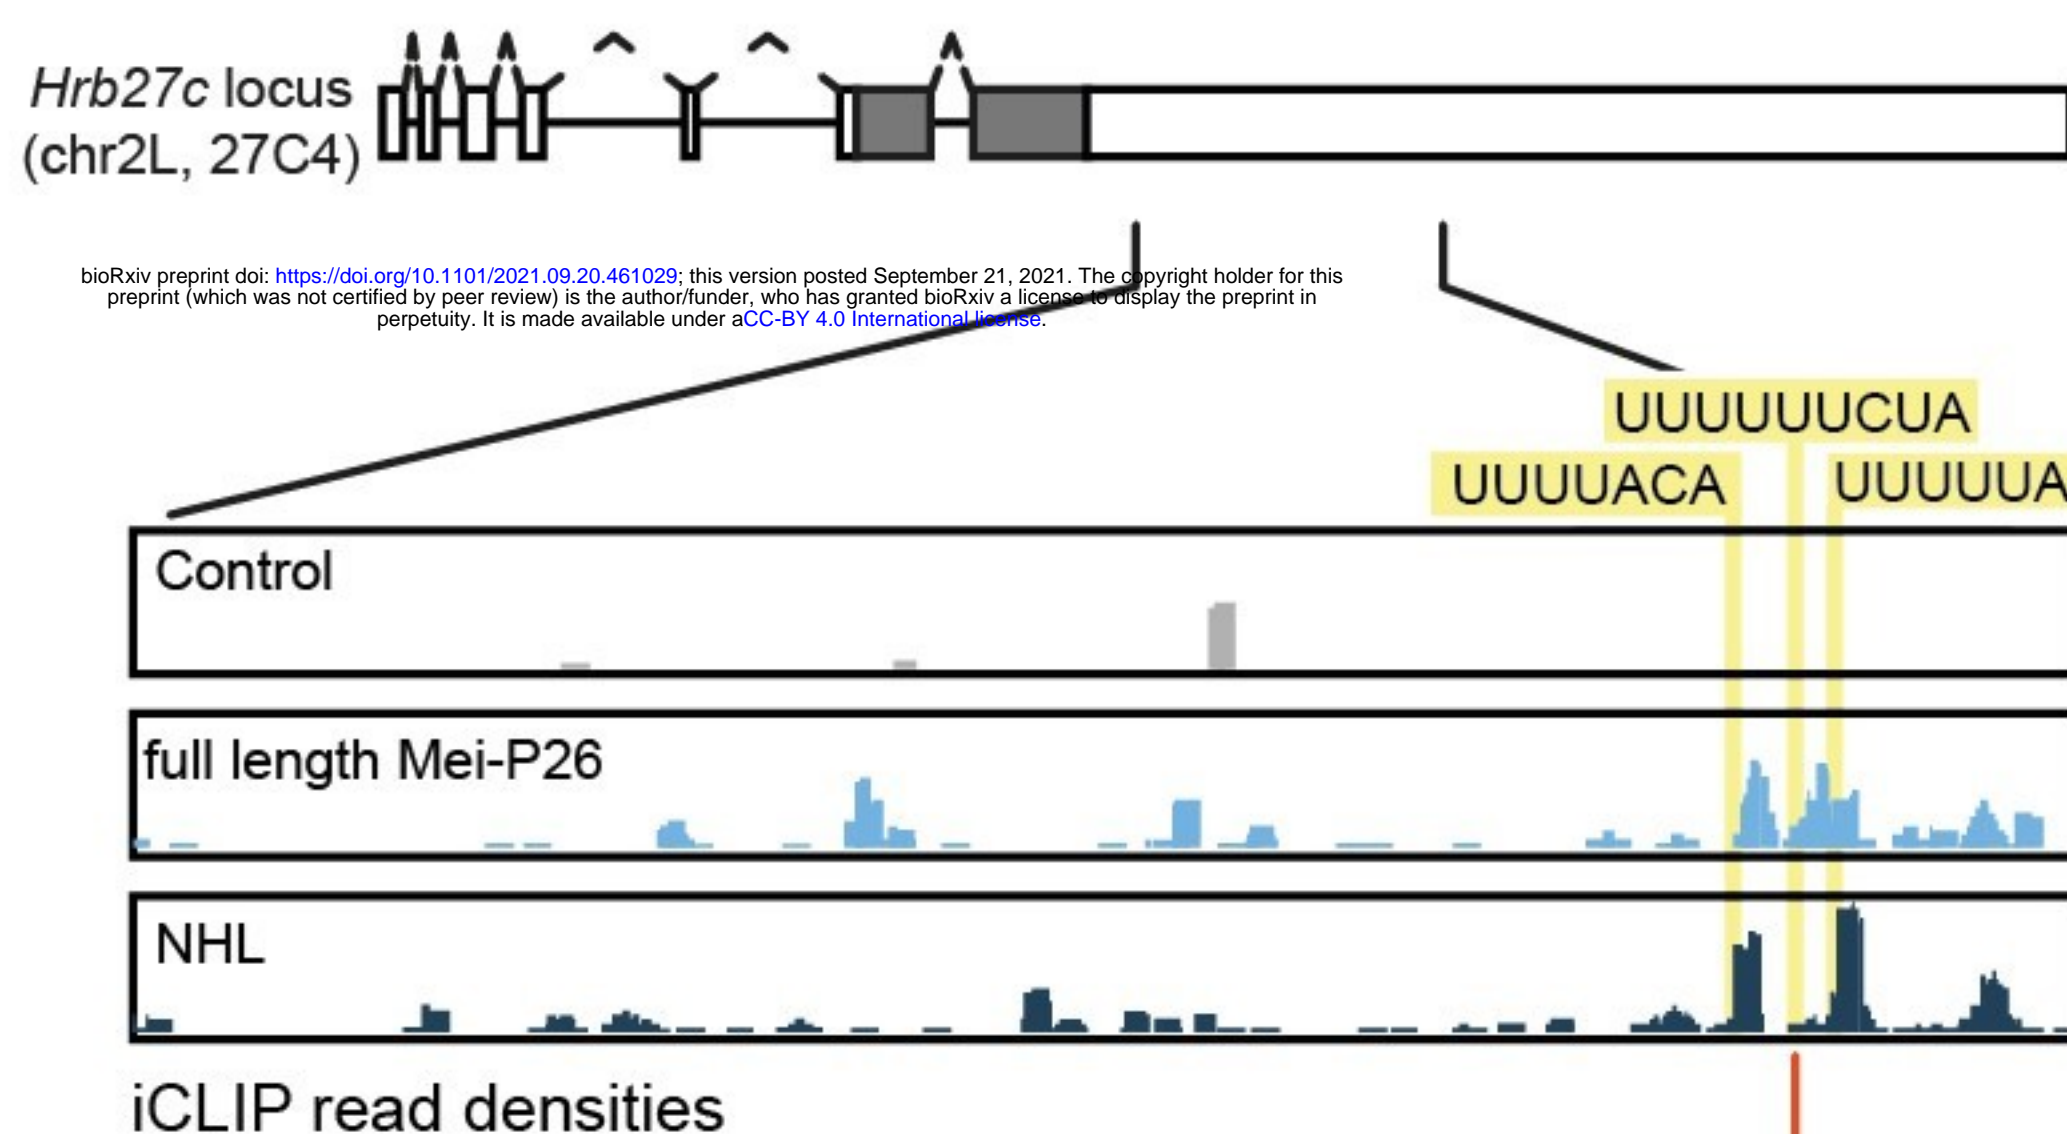 Hrb27c locus
(chr2L, 27C4)
bioRxiv preprint doi: https://doi.org/10.1101/2021.09.20.461029; this version posted September 21, 2021. The copyright holder for this
preprint (which was not certified by peer review) is the author/funder, who has granted bioRxiv a license to display the preprint in
perpetuity. It is made available under aCC-BY 4.0 International license.
UUUUUUCUA
UUUUACA UUUUUA
Control
full length Mei-P26
NHL
iCLIP read densities